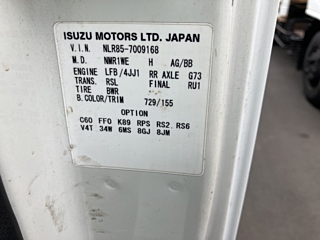 ISUZU MOTORS LTD. JAPAN
V.I.N. NLR85-7009168
M.D. NMR1WE H AG/BB
ENGINE LFB/4JJ1 RR AXLE G73
TRANS. RSL FINAL RU1
TIRE BWR
B.COLOR/TRIM 729/155
OPTION
C60 FF0 K89 RPS RS2 RS6
V4T 34W 6MS 8GJ 8JM